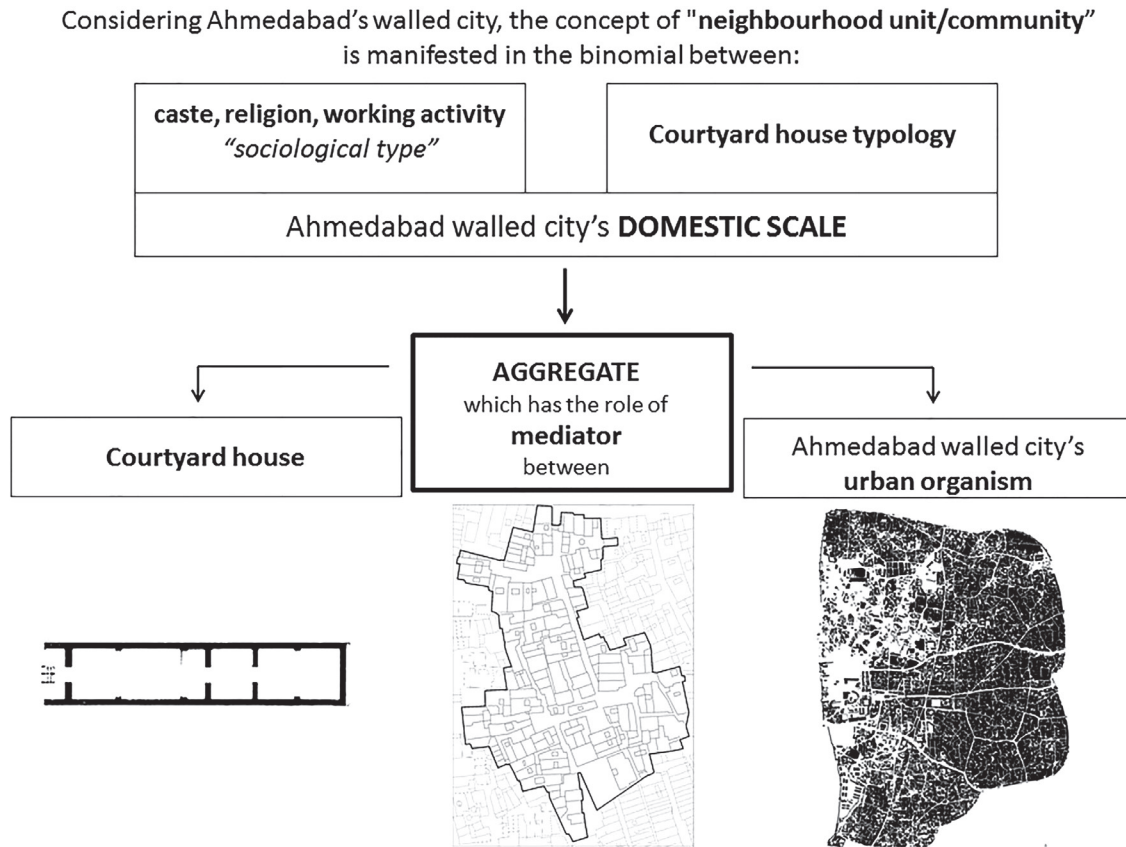 Considering Ahmedabad's walled city, the concept of "neighbourhood unit/community”
is manifested in the binomial between:
caste, religion, working activity
“sociological type”
Courtyard house typology
Ahmedabad walled city's DOMESTIC SCALE
AGGREGATE
which has the role of
mediator
between
Courtyard house
Ahmedabad walled city's
urban organism